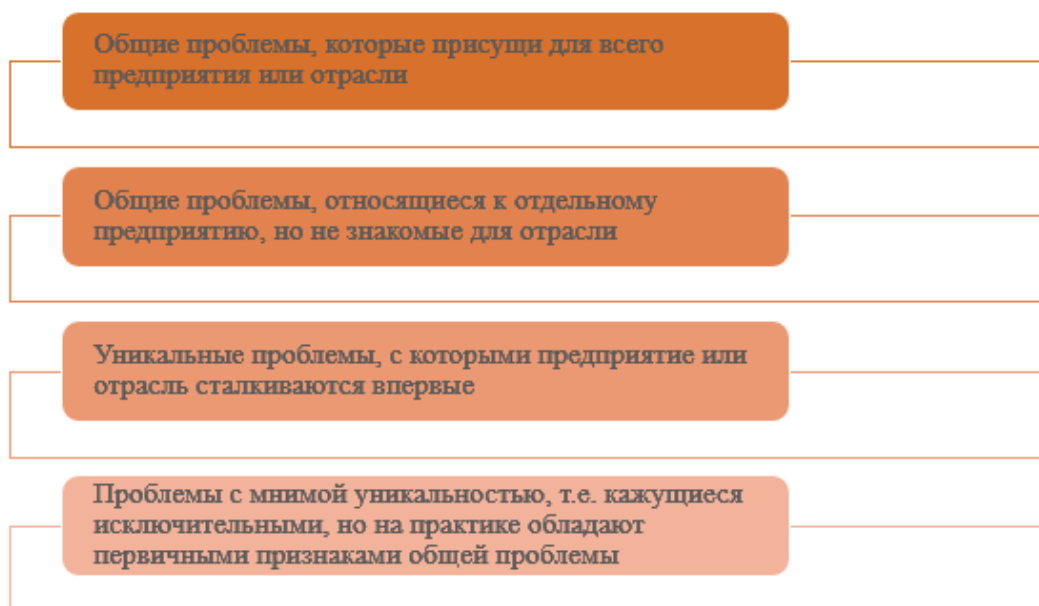 Общие проблемы, которые присущи для всего
предприятия или отрасли
Общие проблемы, относящиеся к отдельному
предприятию, но не знакомые для отрасли
Уникальные проблемы, с которыми предприятие или
отрасль сталкиваются впервые
Проблемы с мнимой уникальностью, т.е. кажущиеся
исключительными, но на практике обладают
первичными признаками общей проблемы